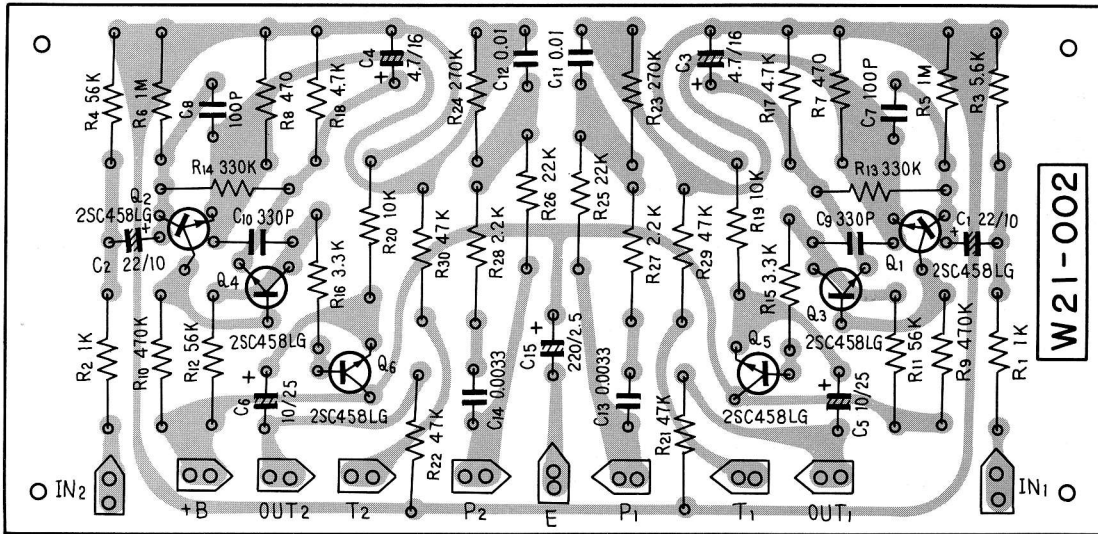 R4 56K
R6 1M
C8 100P
R8 470
R18 4.7K
C4 4.7/16
+
R24 270K
C12 0.01
C11 0.01
R23 270K
C3 4.7/16
+
R17 4.7K
R7 470
C7 100P
R5 1M
R3 5.6K
R14 330K
Q2
2SC458LG
C10 330P
+
C2 22/10
Q4
2SC458LG
R16 3.3K
R20 10K
R30 47K
R28 2.2K
R26 22K
R25 22K
R27 2.2K
R29 47K
R19 10K
R15 3.3K
R13 330K
C9 330P
Q1
2SC458LG
C1 22/10
+
Q3
2SC458LG
W21-002
R2 1K
R10 470K
R12 56K
+
C6 10/25
Q6
2SC458LG
R22 47K
C14 0.0033
C15 220/2.5
+
C13 0.0033
R21 47K
Q5
2SC458LG
+
C5 10/25
R11 56K
R9 470K
R1 1K
IN2
+B
OUT2
T2
P2
E
P1
T1
OUT1
IN1